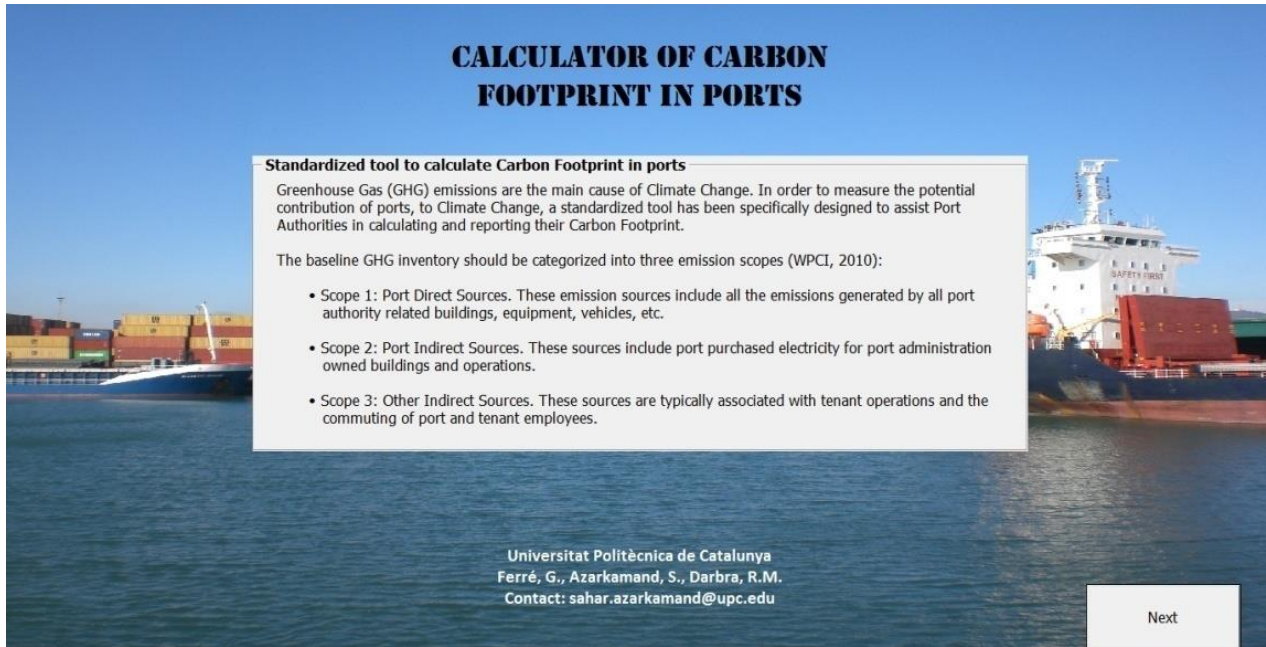 CALCULATOR OF CARBON
FOOTPRINT IN PORTS
Standardized tool to calculate Carbon Footprint in ports
Greenhouse Gas (GHG) emissions are the main cause of Climate Change. In order to measure the potential
contribution of ports, to Climate Change, a standardized tool has been specifically designed to assist Port
Authorities in calculating and reporting their Carbon Footprint.
The baseline GHG inventory should be categorized into three emission scopes (WPCI, 2010):
• Scope 1: Port Direct Sources. These emission sources include all the emissions generated by all port
authority related buildings, equipment, vehicles, etc.
• Scope 2: Port Indirect Sources. These sources include port purchased electricity for port administration
owned buildings and operations.
• Scope 3: Other Indirect Sources. These sources are typically associated with tenant operations and the
commuting of port and tenant employees.
SAFETY FIRST
Universitat Politècnica de Catalunya
Ferré, G., Azarkamand, S., Darbra, R.M.
Contact: sahar.azarkamand@upc.edu
Next